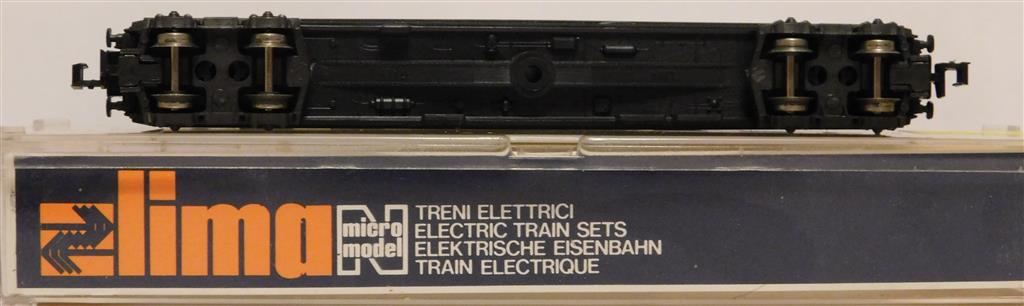 lima
N
micro
model
TRENI ELETTRICI
ELECTRIC TRAIN SETS
ELEKTRISCHE EISENBAHN
TRAIN ELECTRIQUE